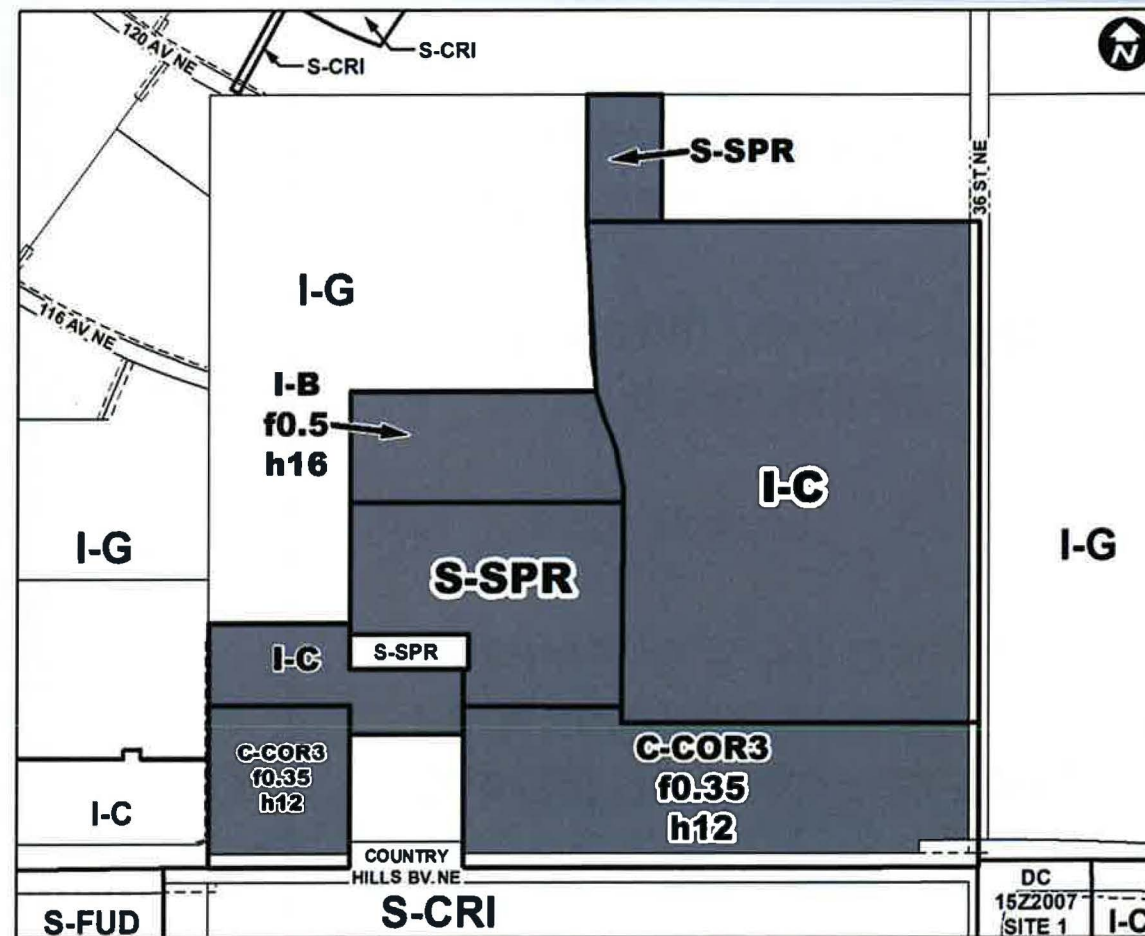 120 AV NE
S-CRI
S-CRI
N
S-SPR
36 ST NE
I-G
116 AV NE
I-B
f0.5
h16
I-C
I-G
I-G
S-SPR
I-C
S-SPR
C-COR3
f0.35
h12
C-COR3
f0.35
h12
I-C
COUNTRY
HILLS BV NE
S-FUD
S-CRI
DC
15Z2007
SITE 1